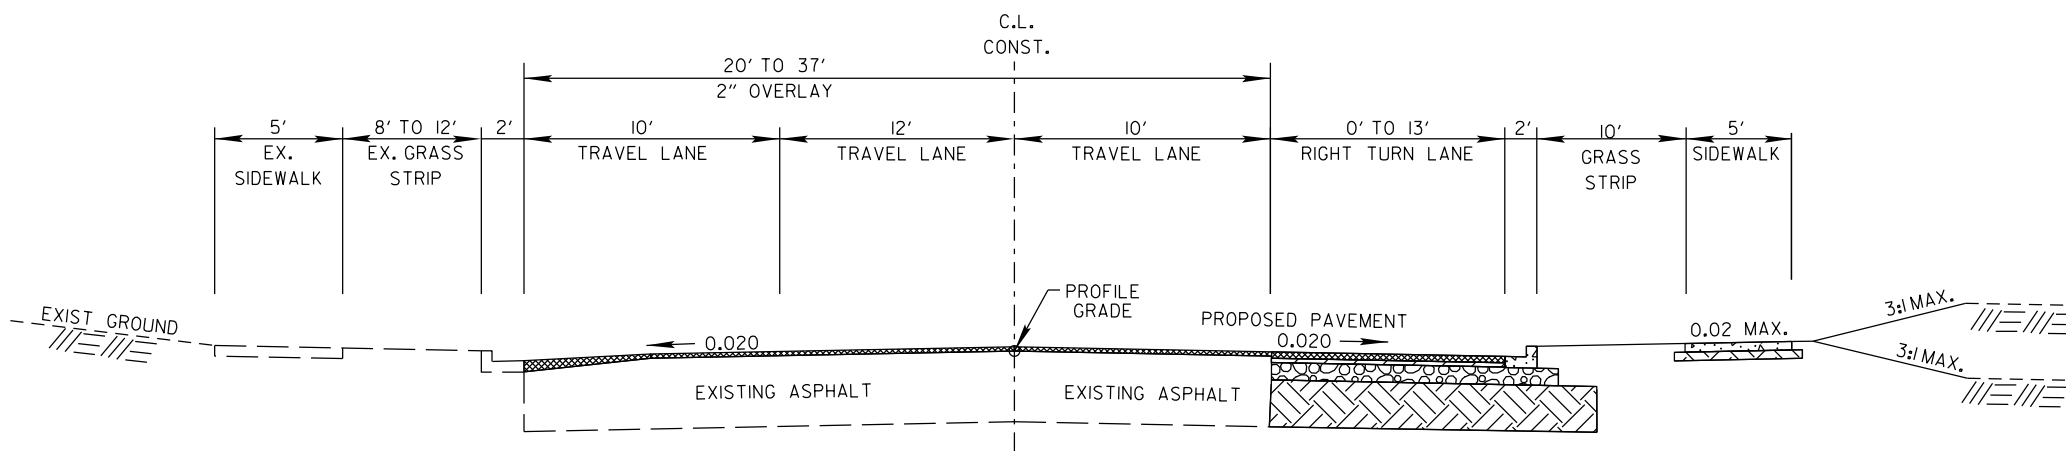 C.L.
CONST.
20' TO 37'
2" OVERLAY
5'
8' TO 12'
2'
10'
12'
10'
0' TO 13'
2'
10'
5'
EX.
SIDEWALK
EX. GRASS
STRIP
TRAVEL LANE
TRAVEL LANE
TRAVEL LANE
RIGHT TURN LANE
GRASS
STRIP
SIDEWALK
EXIST GROUND
0.020
PROFILE
GRADE
PROPOSED PAVEMENT
0.020
0.02 MAX.
3:1 MAX.
3:1 MAX.
EXISTING ASPHALT
EXISTING ASPHALT